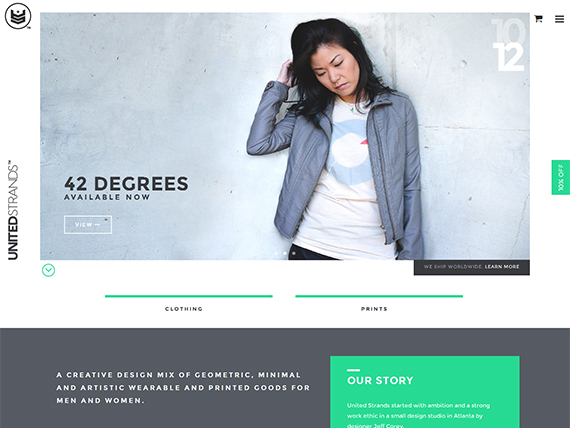 10
12
UNITEDSTRANDS™
42 DEGREES
AVAILABLE NOW
VIEW —
10% OFF
WE SHIP WORLDWIDE. LEARN MORE
CLOTHING
PRINTS
A CREATIVE DESIGN MIX OF GEOMETRIC, MINIMAL
AND ARTISTIC WEARABLE AND PRINTED GOODS FOR
MEN AND WOMEN.
OUR STORY
United Strands started with ambition and a strong
work ethic in a small design studio in Atlanta by
designer Jeff Corey.